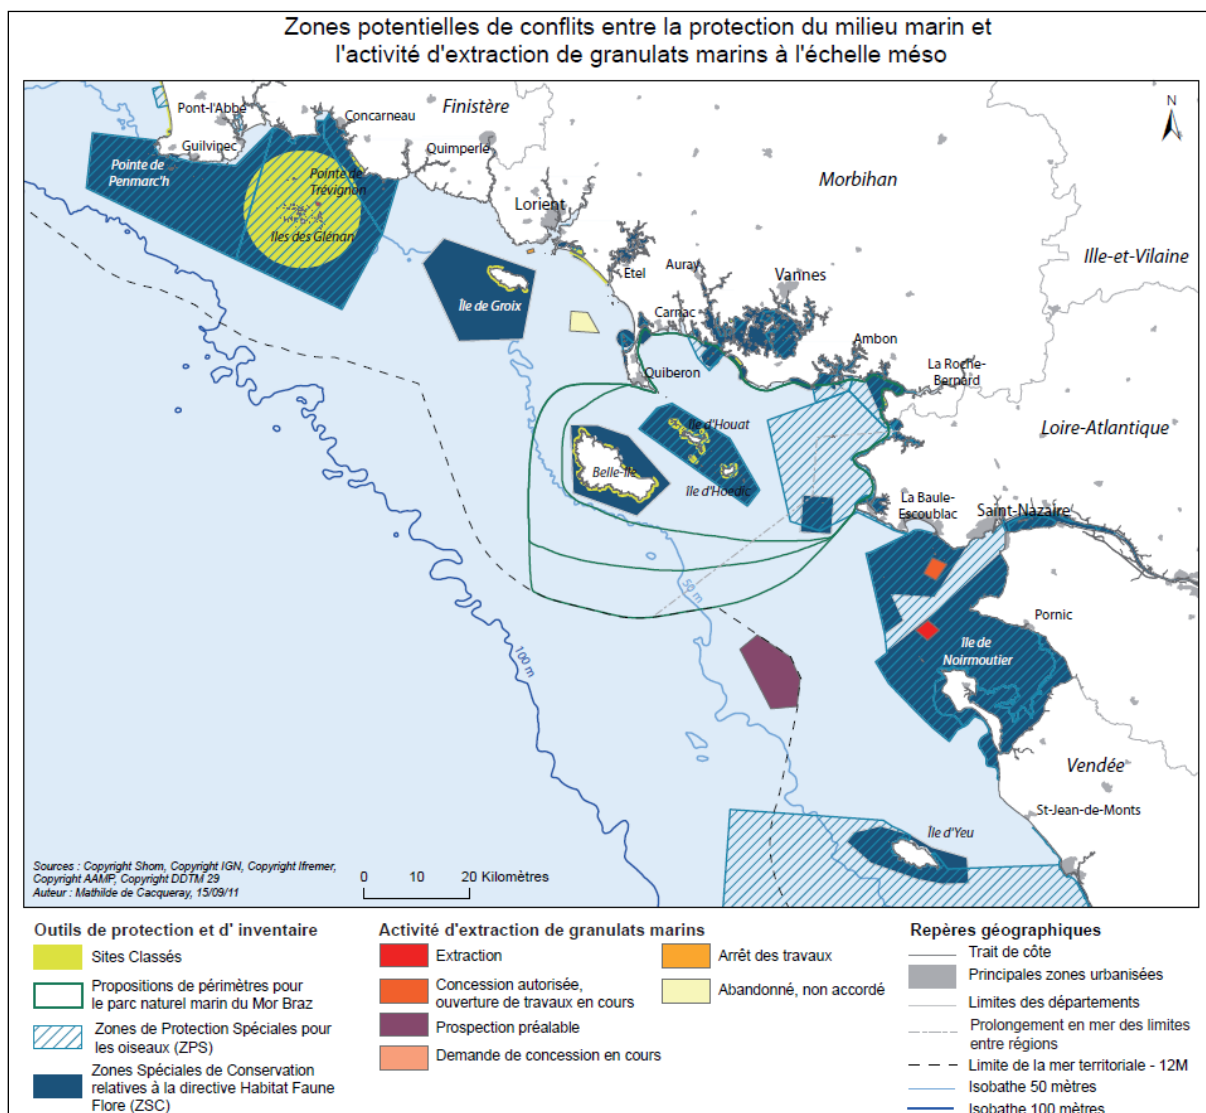 Zones potentielles de conflits entre la protection du milieu marin et
l'activité d'extraction de granulats marins à l'échelle méso
N
Pont-l'Abbé
Concarneau
Finistère
Guilvinec
Quimperlé
Pointe de
Penmarc'h
Pointe de
Trévignon
Morbihan
Lorient
Iles des Glénan
Ille-et-Vilaine
Etel
Auray
Vannes
Île de Groix
Carnac
Ambon
La Roche-
Bernard
Quiberon
Île d'Houat
Loire-Atlantique
Belle-Ile
île d'Hoedic
La Baule-
Escoublac
Saint-Nazaire
50 m
Pornic
100 m
île de
Noirmoutier
Vendée
St-Jean-de-Monts
Île d'Yeu
Sources : Copyright Shom, Copyright IGN, Copyright Ifremer,
Copyright AAMP, Copyright DDTM 29
Auteur : Mathilde de Cacqueray, 15/09/11
0 10 20 Kilomètres
Outils de protection et d' inventaire
Sites Classés
Propositions de périmètres pour
le parc naturel marin du Mor Braz
Zones de Protection Spéciales pour
les oiseaux (ZPS)
Zones Spéciales de Conservation
relatives à la directive Habitat Faune
Flore (ZSC)
Activité d'extraction de granulats marins
Extraction
Concession autorisée,
ouverture de travaux en cours
Prospection préalable
Demande de concession en cours
Arrêt des travaux
Abandonné, non accordé
Repères géographiques
Trait de côte
Principales zones urbanisées
Limites des départements
Prolongement en mer des limites
entre régions
Limite de la mer territoriale - 12M
Isobathe 50 mètres
Isobathe 100 mètres